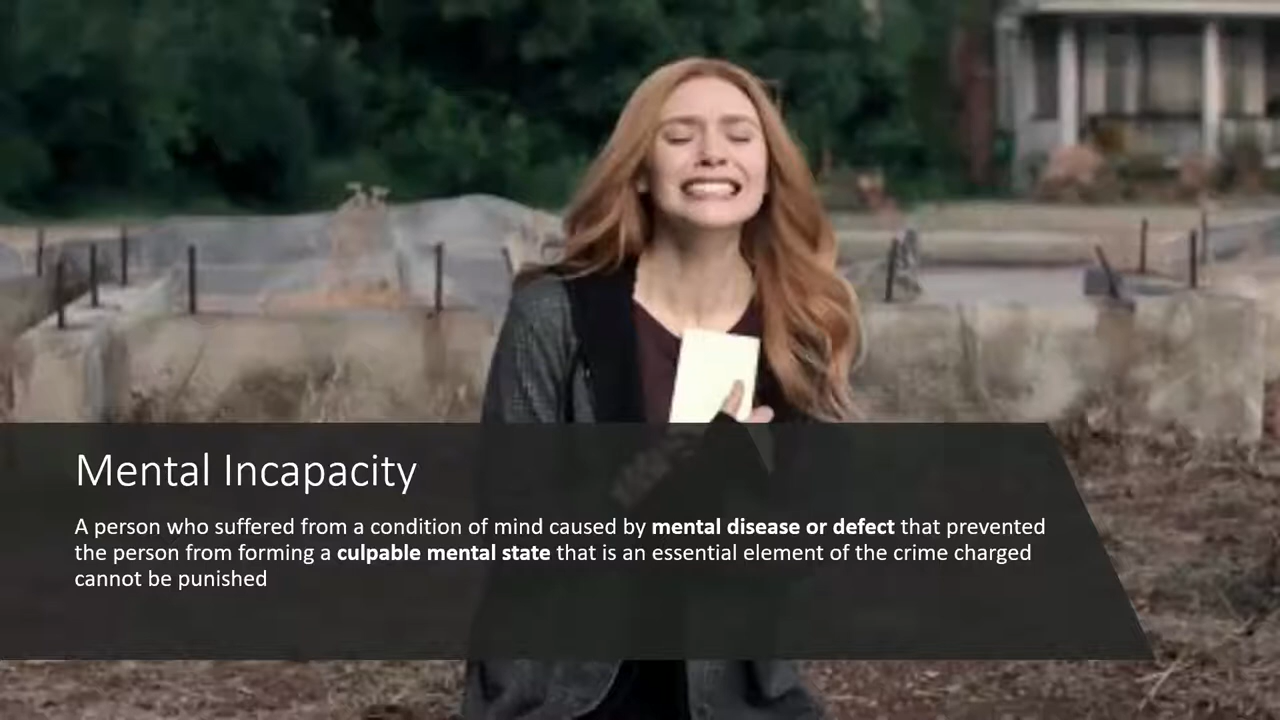 Mental Incapacity
A person who suffered from a condition of mind caused by mental disease or defect that prevented
the person from forming a culpable mental state that is an essential element of the crime charged
cannot be punished